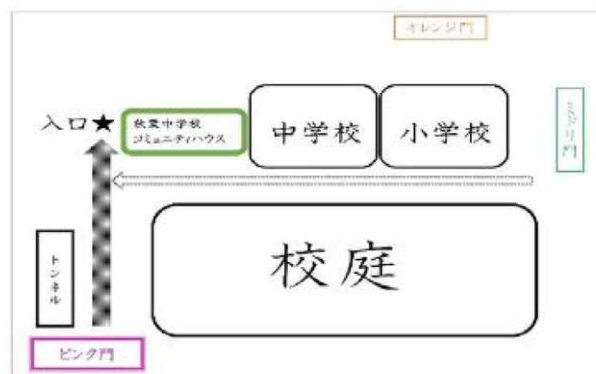 オレンジ門
入口★
秋葉中学校
コミュニティハウス
中学校
小学校
ミドリ門
校庭
トンネル
ピンク門